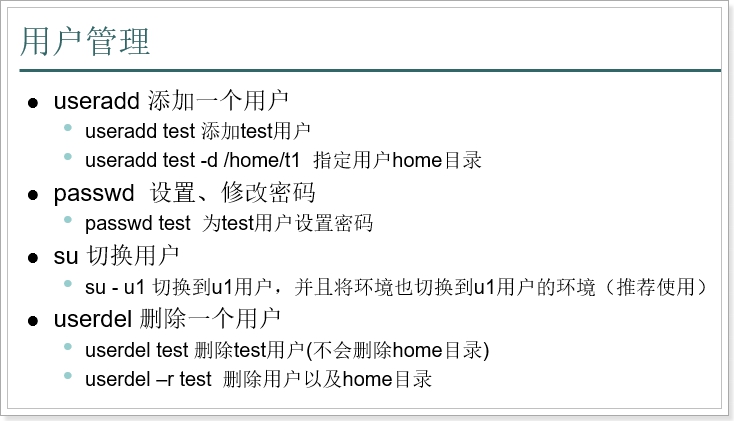 用户管理
useradd 添加一个用户
useradd test 添加test用户
useradd test -d /home/t1  指定用户home目录
passwd  设置、修改密码
passwd test  为test用户设置密码
su 切换用户
su - u1 切换到u1用户，并且将环境也切换到u1用户的环境（推荐使用）
userdel 删除一个用户
userdel test 删除test用户(不会删除home目录)
userdel –r test  删除用户以及home目录